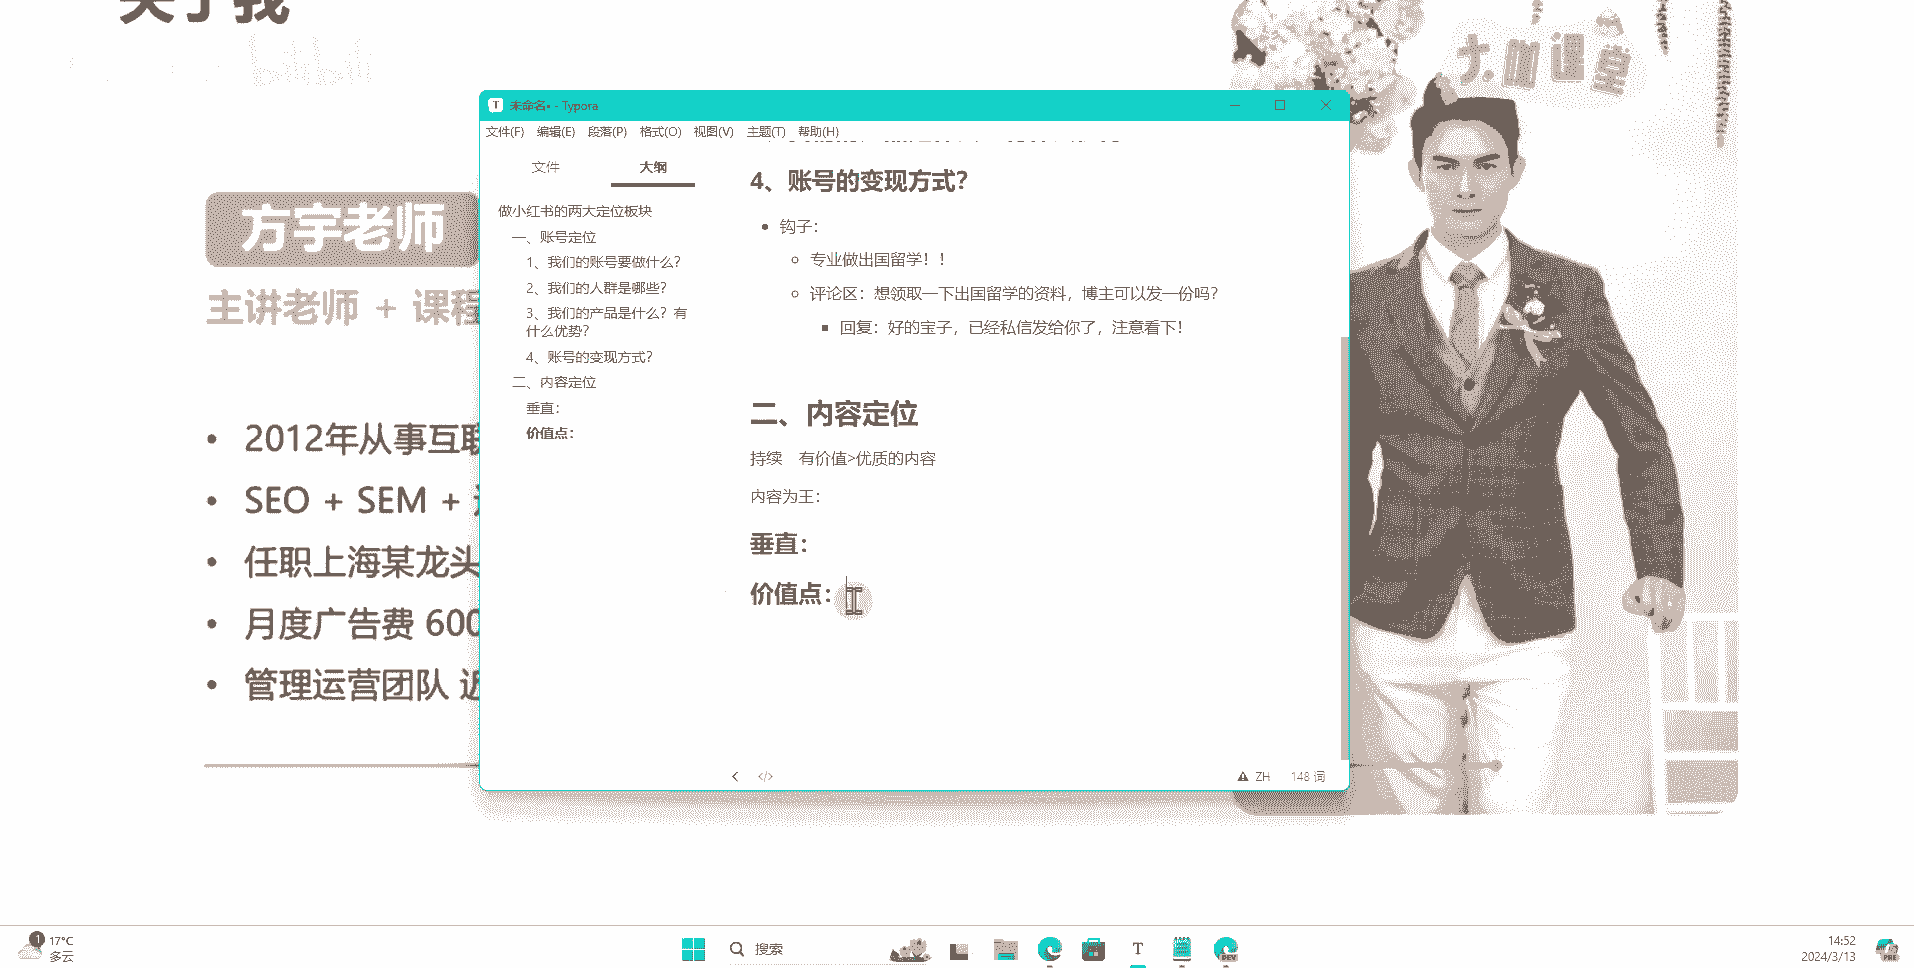 关于我
bilibili
大咖课堂
方宇老师
主讲老师 + 课程
2012年从事互联
SEO + SEM +
任职上海某龙头
月度广告费 600
管理运营团队 近
未命名• - Typora
文件(F) 编辑(E) 段落(P) 格式(O) 视图(V) 主题(T) 帮助(H)
文件 大纲
做小红书的两大定位板块
一、账号定位
1、我们的账号要做什么？
2、我们的人群是哪些？
3、我们的产品是什么？有
什么优势？
4、账号的变现方式？
二、内容定位
垂直：
价值点：
4、账号的变现方式？
钩子：
专业做出国留学！！
评论区：想领取一下出国留学的资料，博主可以发一份吗？
回复：好的宝子，已经私信发给你了，注意看下！
二、内容定位
持续 有价值>优质的内容
内容为王：
垂直：
价值点：
</> ZH 148 词
1 17°C
多云
搜索
T
DEV
14:52
2024/3/13
PRE